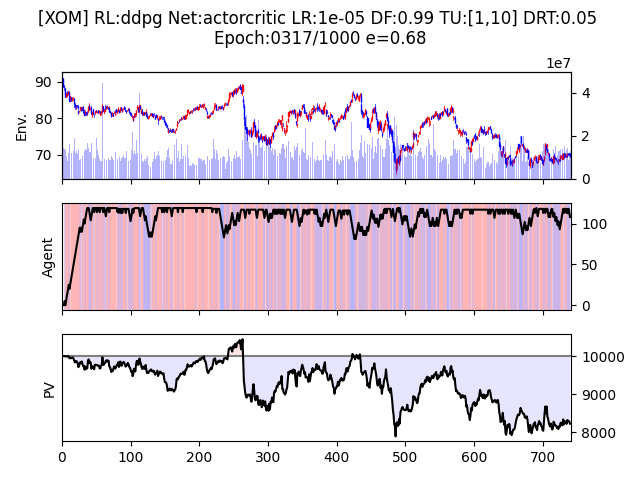 [XOM] RL:ddpg Net:actorcritic LR:1e-05 DF:0.99 TU:[1,10] DRT:0.05
Epoch:0317/1000 e=0.68
1e7
90
80
70
Env.
4
2
0
Agent
100
50
0
PV
10000
9000
8000
0 100 200 300 400 500 600 700